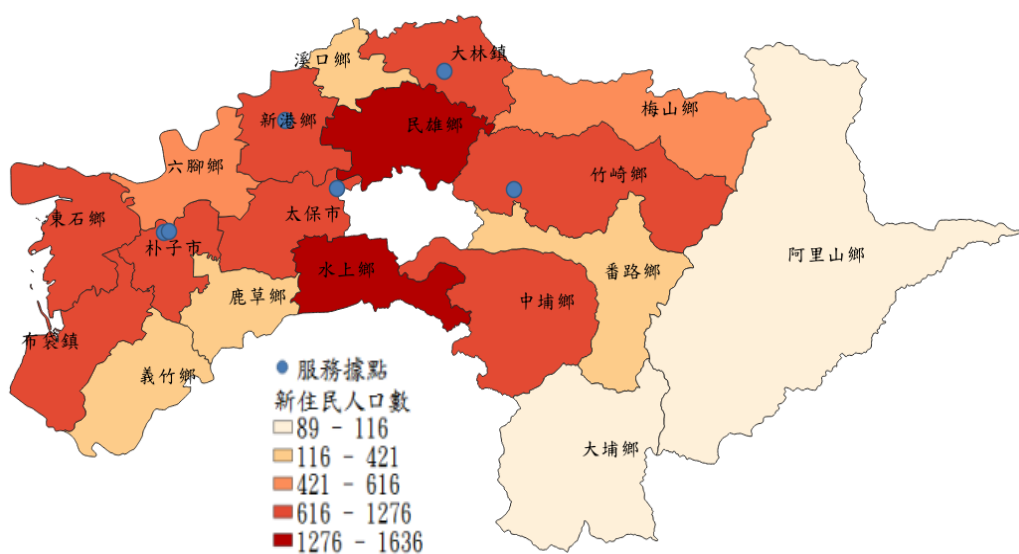 大林鎮
溪口鄉
梅山鄉
新港鄉
民雄鄉
六腳鄉
竹崎鄉
東石鄉
太保市
朴子市
阿里山鄉
水上鄉
番路鄉
鹿草鄉
中埔鄉
布袋鎮
義竹鄉
大埔鄉
服務據點
新住民人口數
89 - 116
116 - 421
421 - 616
616 - 1276
1276 - 1636